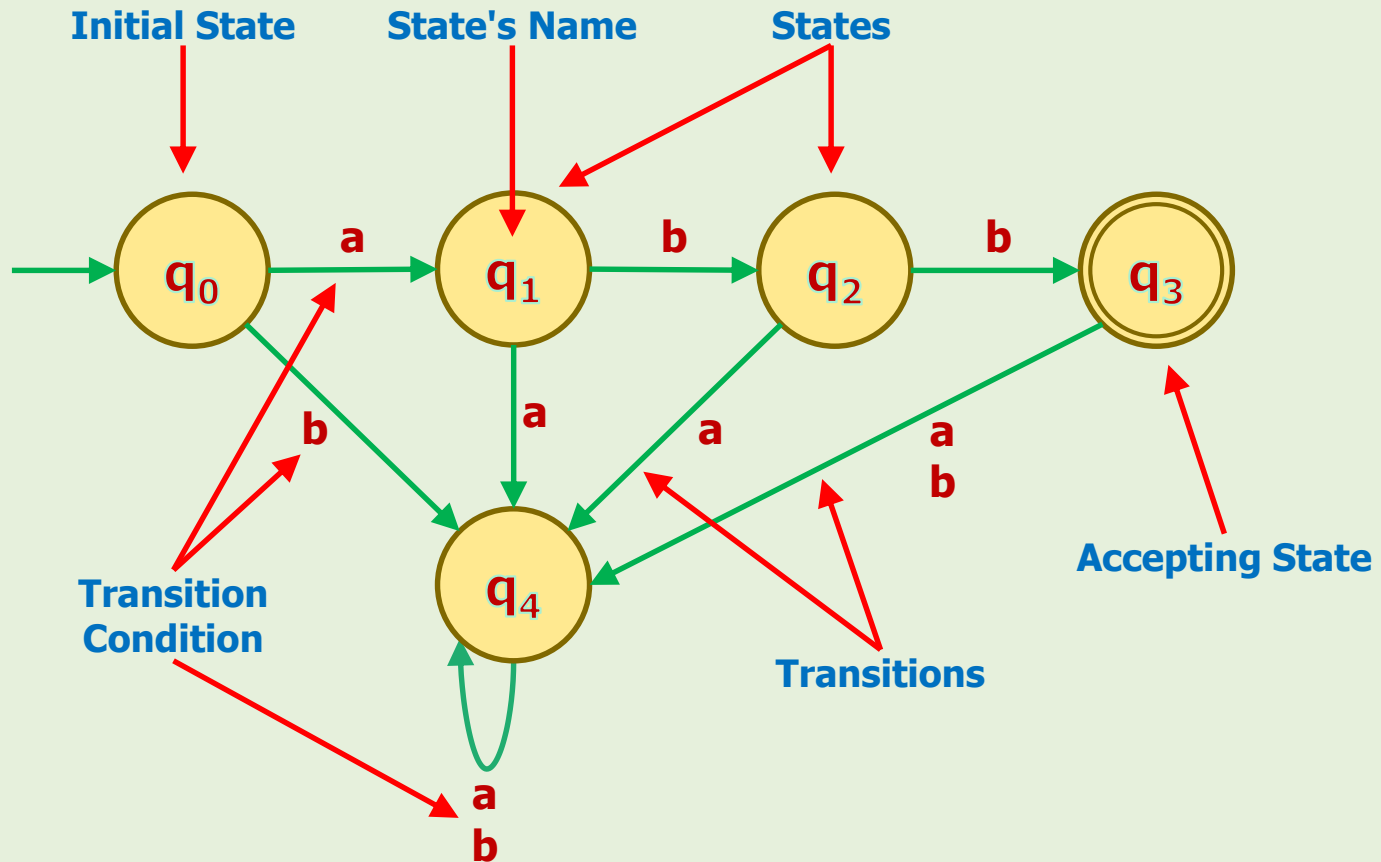 Initial State
State's Name
States
a
b
b
q₀
q₁
q₂
q₃
b
a
a
a
b
q₄
Accepting State
Transition
Condition
Transitions
a
b